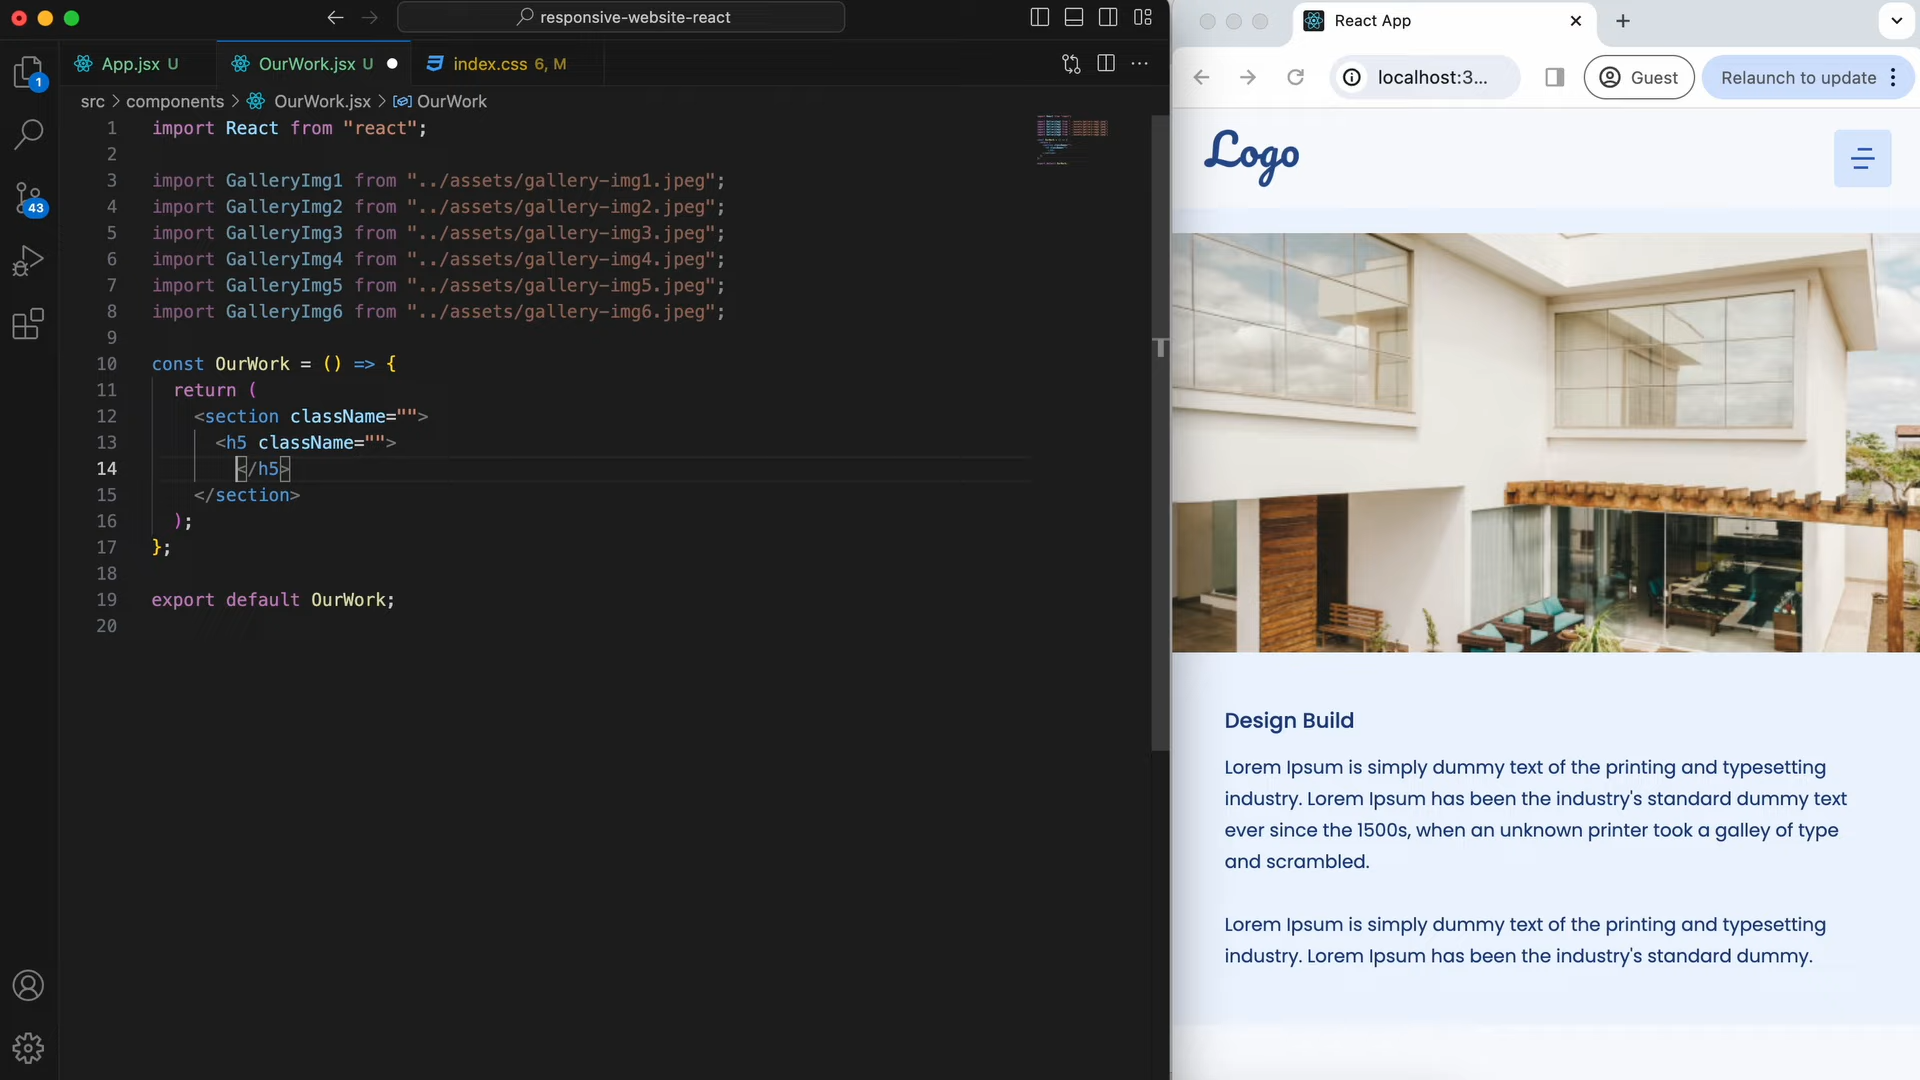 responsive-website-react
App.jsx U
OurWork.jsx U
index.css 6, M
src > components > OurWork.jsx > OurWork
1 import React from "react";
2
3 import GalleryImg1 from "../assets/gallery-img1.jpeg";
4 import GalleryImg2 from "../assets/gallery-img2.jpeg";
5 import GalleryImg3 from "../assets/gallery-img3.jpeg";
6 import GalleryImg4 from "../assets/gallery-img4.jpeg";
7 import GalleryImg5 from "../assets/gallery-img5.jpeg";
8 import GalleryImg6 from "../assets/gallery-img6.jpeg";
9
10 const OurWork = () => {
11 return (
12 <section className="">
13 <h5 className="">
14 </h5>
15 </section>
16 );
17 };
18
19 export default OurWork;
20
1
43
React App
localhost:3...
Guest
Relaunch to update
Logo
Design Build
Lorem Ipsum is simply dummy text of the printing and typesetting
industry. Lorem Ipsum has been the industry's standard dummy text
ever since the 1500s, when an unknown printer took a galley of type
and scrambled.
Lorem Ipsum is simply dummy text of the printing and typesetting
industry. Lorem Ipsum has been the industry's standard dummy.